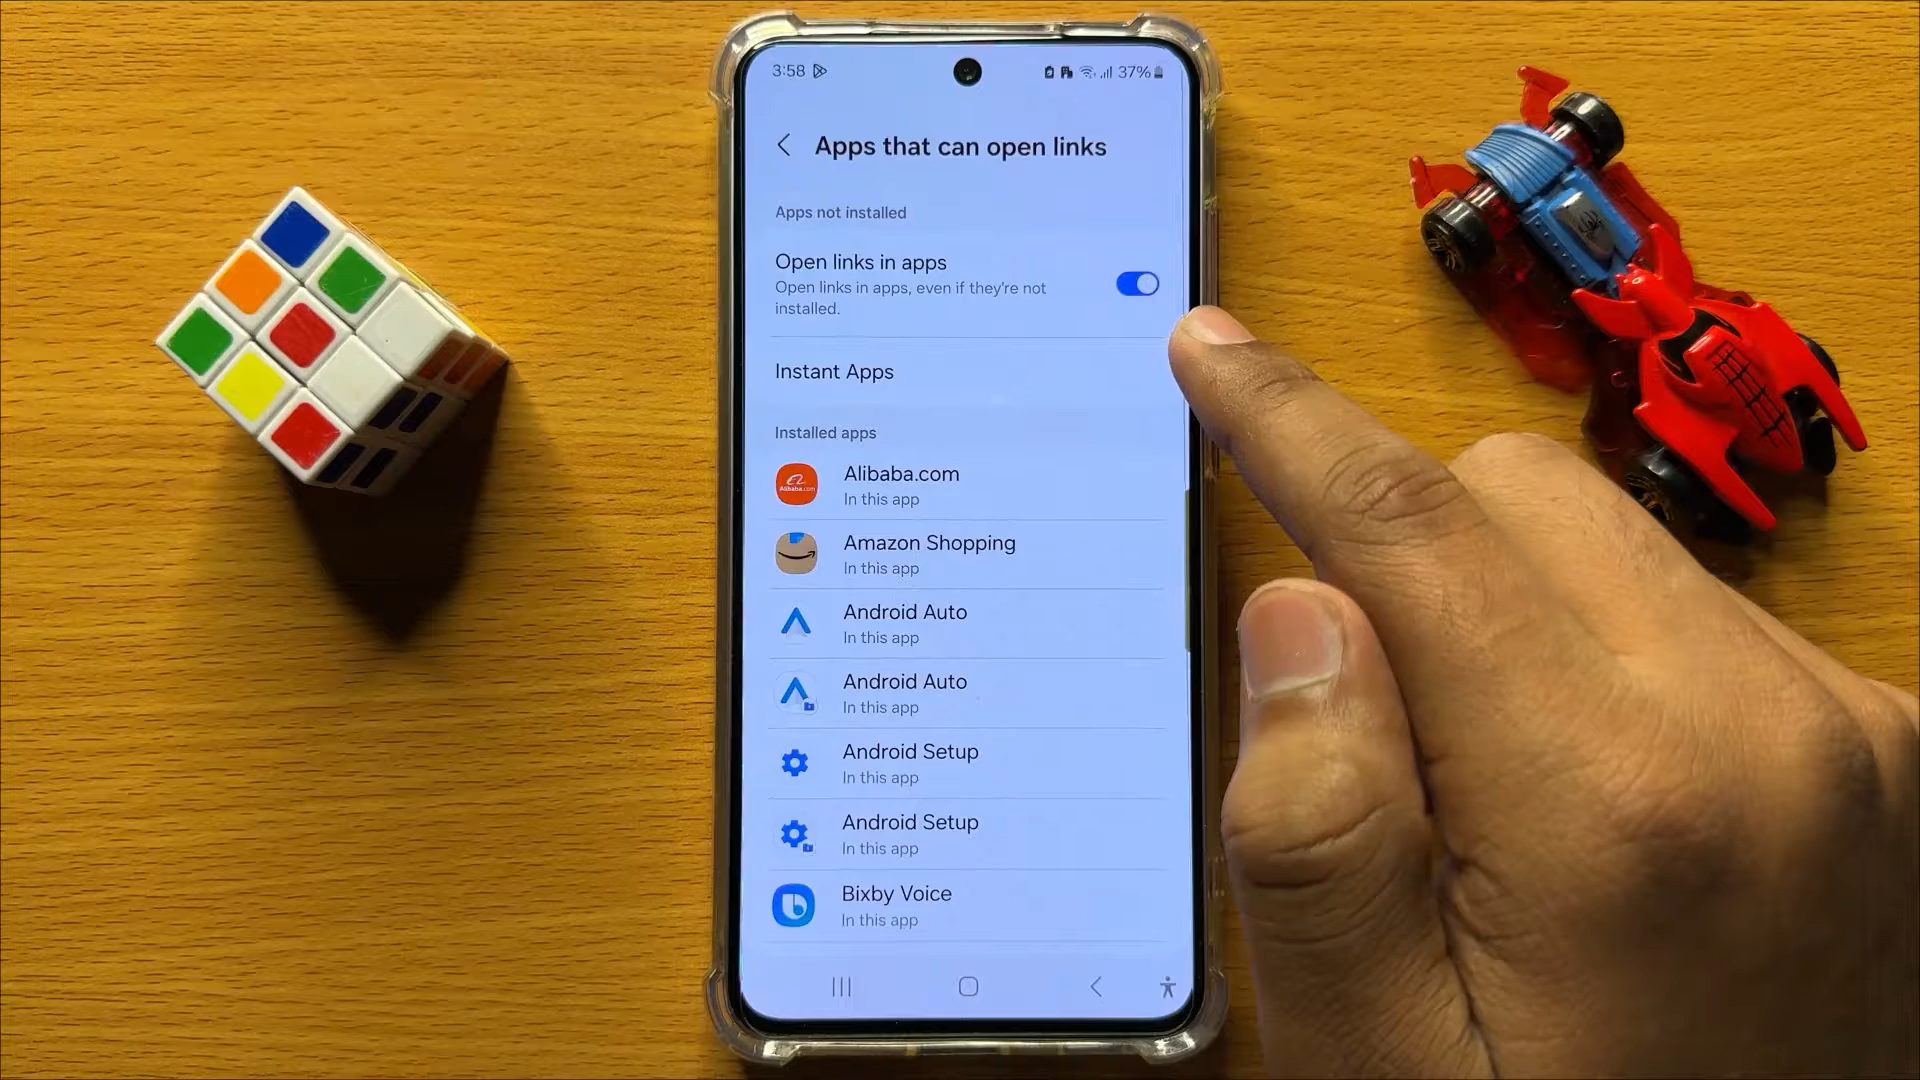 3:58 37%
Apps that can open links
Apps not installed
Open links in apps
Open links in apps, even if they're not
installed.
Instant Apps
Installed apps
Alibaba.com
Alibaba.com
In this app
Amazon Shopping
In this app
Android Auto
In this app
Android Auto
In this app
Android Setup
In this app
Android Setup
In this app
Bixby Voice
In this app